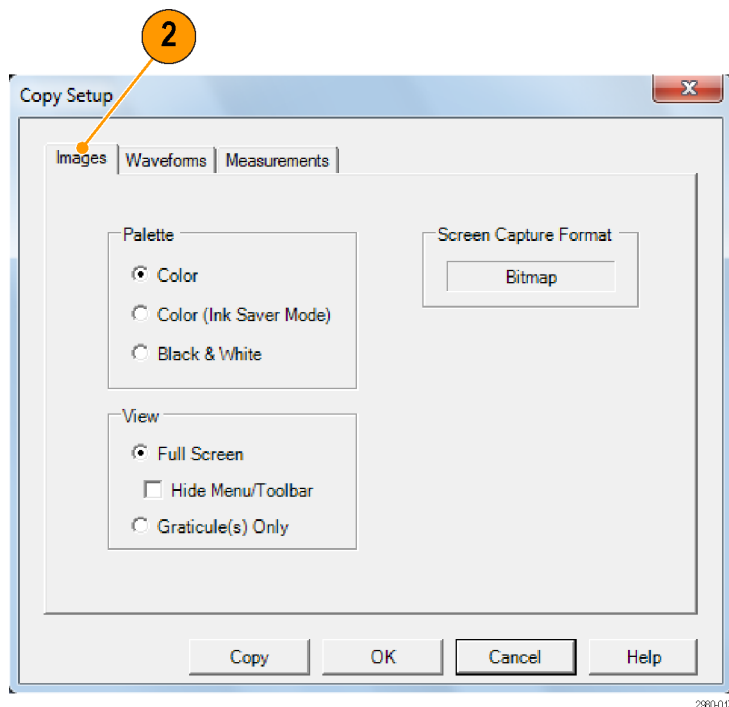 2
Copy Setup
Images
Waveforms
Measurements
Palette
Color
Color (Ink Saver Mode)
Black & White
View
Full Screen
Hide Menu/Toolbar
Graticule(s) Only
Screen Capture Format
Bitmap
Copy
OK
Cancel
Help